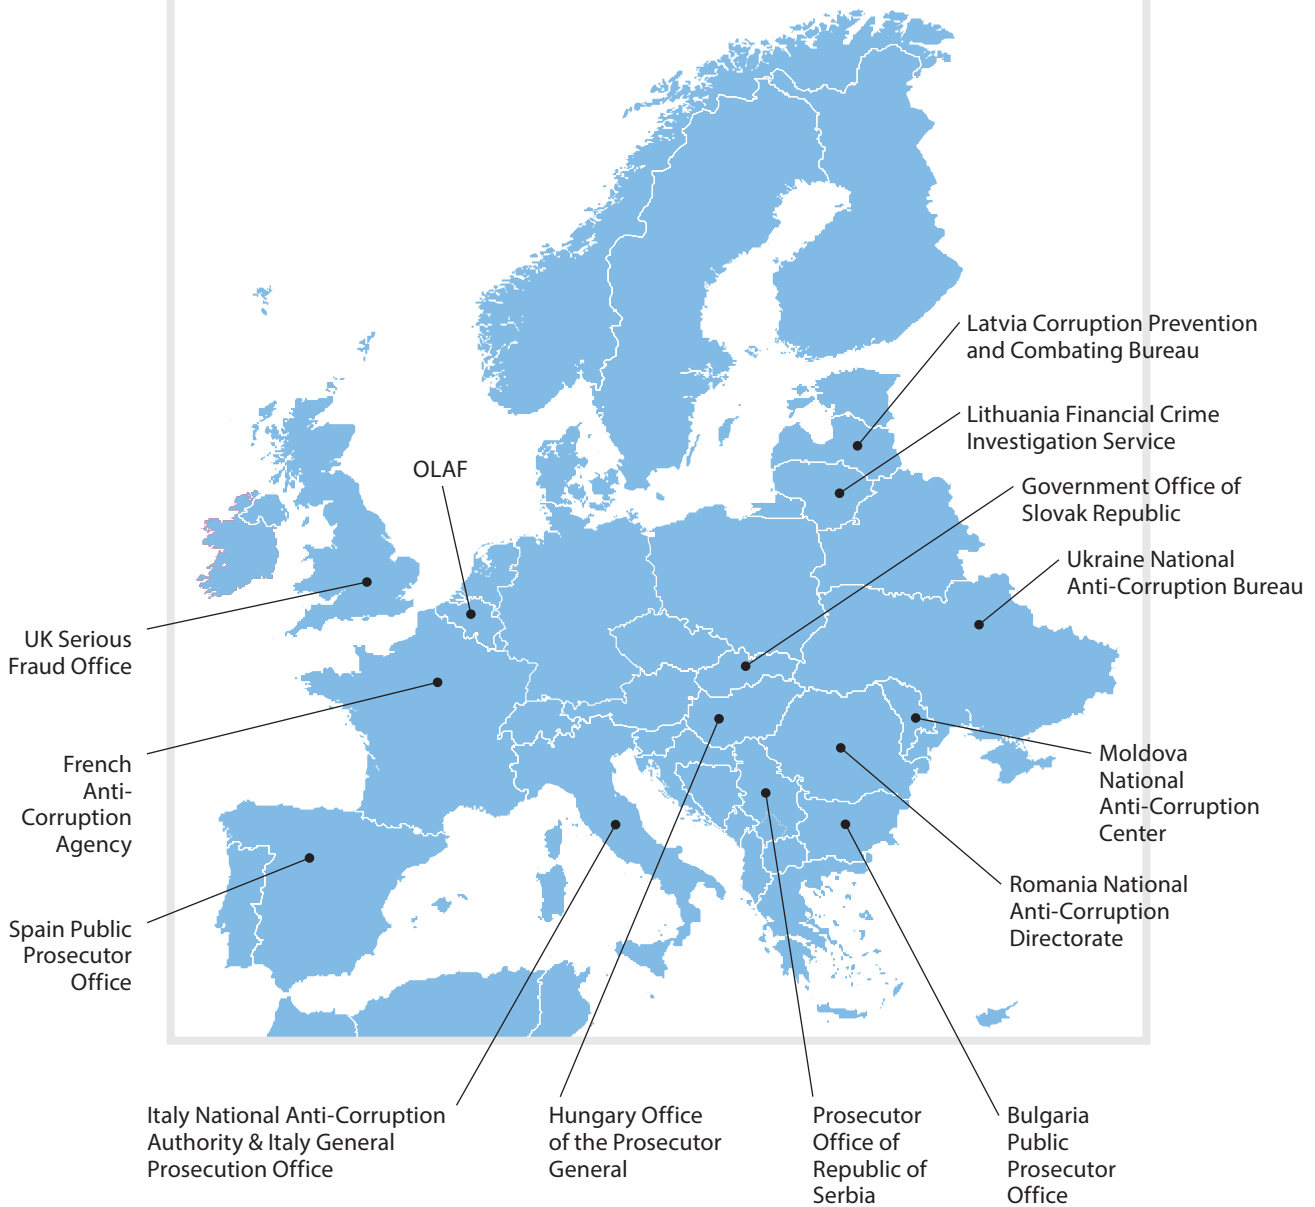 Latvia Corruption Prevention
and Combating Bureau
Lithuania Financial Crime
Investigation Service
OLAF
Government Office of
Slovak Republic
Ukraine National
Anti-Corruption Bureau
UK Serious
Fraud Office
French
Anti-
Corruption
Agency
Moldova
National
Anti-Corruption
Center
Romania National
Anti-Corruption
Directorate
Spain Public
Prosecutor
Office
Italy National Anti-Corruption
Authority & Italy General
Prosecution Office
Hungary Office
of the Prosecutor
General
Prosecutor
Office of
Republic of
Serbia
Bulgaria
Public
Prosecutor
Office